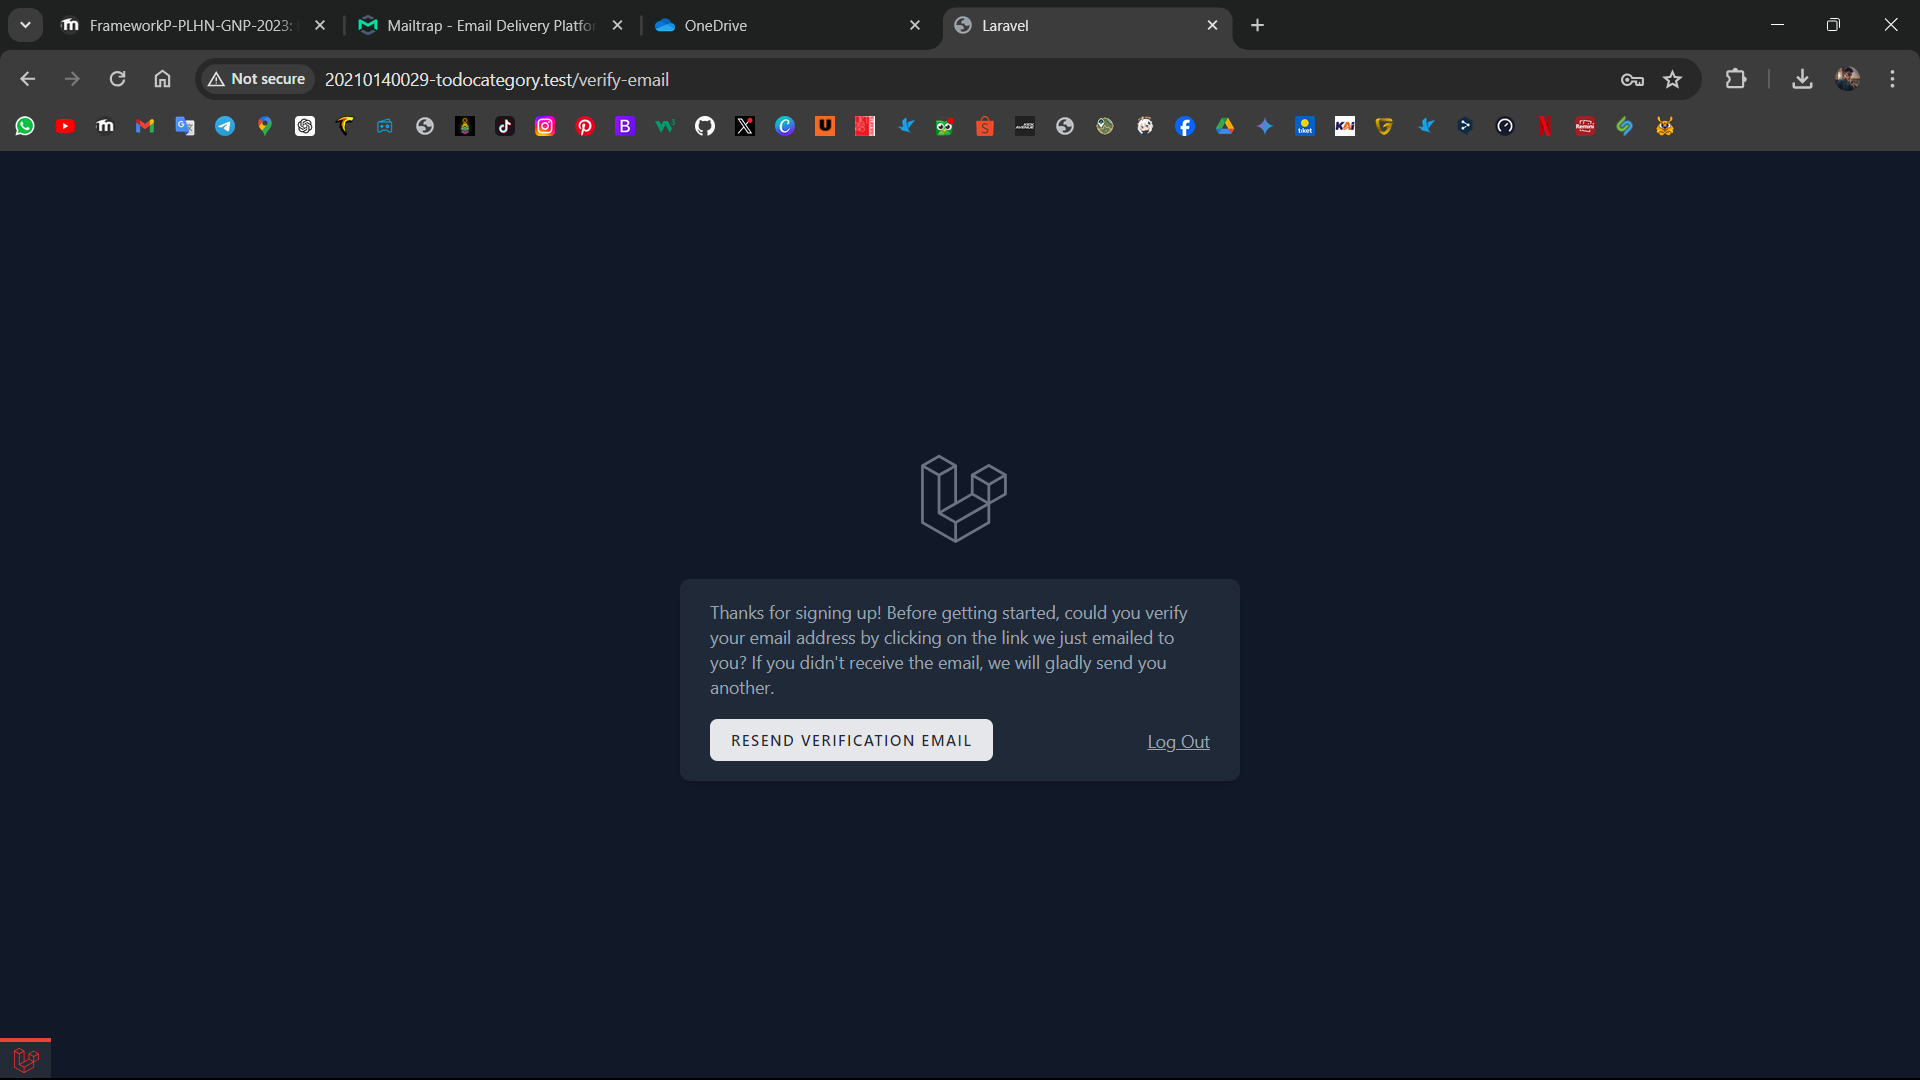 FrameworkP-PLHN-GNP-2023:
Mailtrap - Email Delivery Platfo
OneDrive
Laravel
Not secure
20210140029-todocategory.test/verify-email
Thanks for signing up! Before getting started, could you verify
your email address by clicking on the link we just emailed to
you? If you didn't receive the email, we will gladly send you
another.
RESEND VERIFICATION EMAIL
Log Out